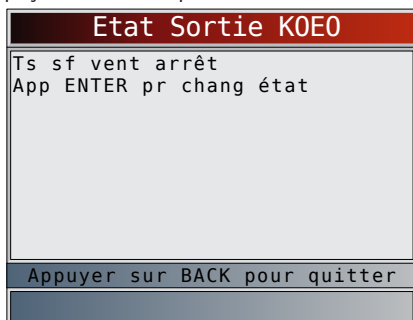 Etat Sortie KOEO
Ts sf vent arrêt
App ENTER pr chang état
Appuyer sur BACK pour quitter